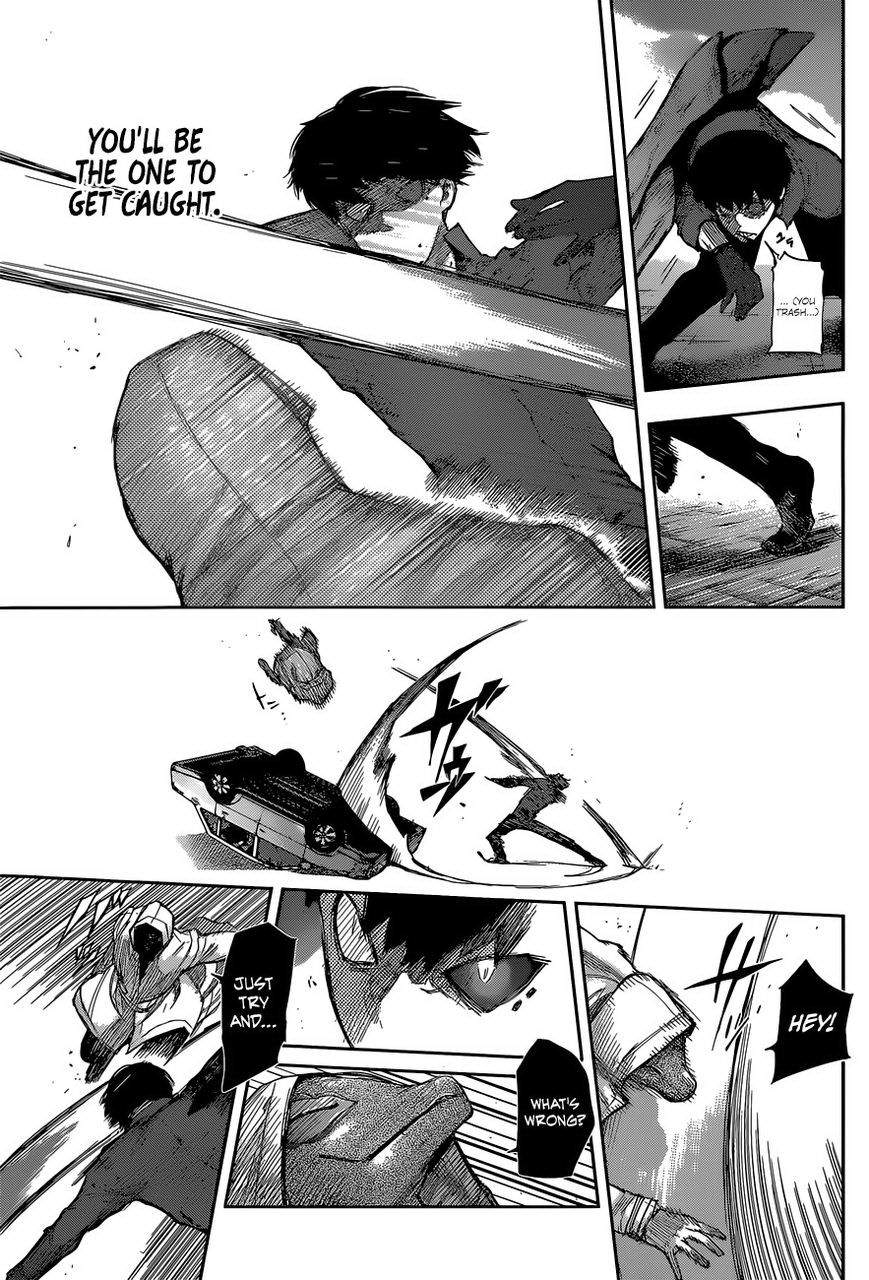 ... (YOU
TRASH...)
YOU'LL BE
THE ONE TO
GET CAUGHT.
HEY!
WHAT'S
WRONG?
JUST
TRY
AND...